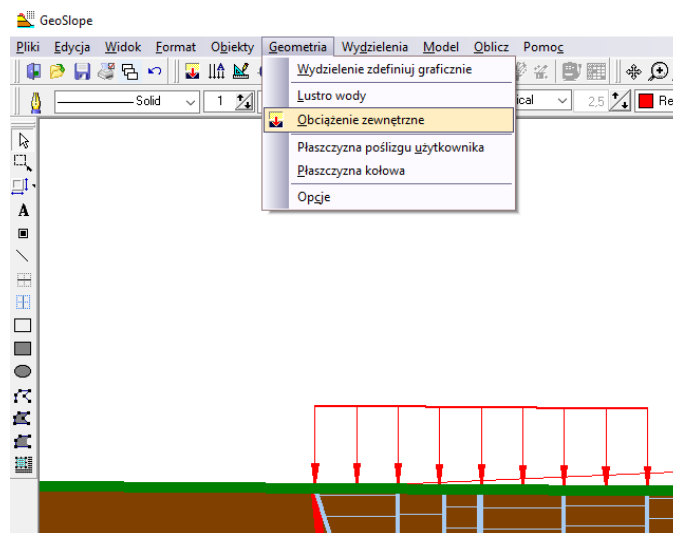 GeoSlope
Pliki Edycja Widok Format Obiekty Geometria Wydzielenia Model Oblicz Pomoc
Wydzielenie zdefiniuj graficznie
Solid 1 ical 2,5 Re
Lustro wody
Obciążenie zewnętrzne
Płaszczyzna poślizgu użytkownika
Płaszczyzna kołowa
Opcje
A